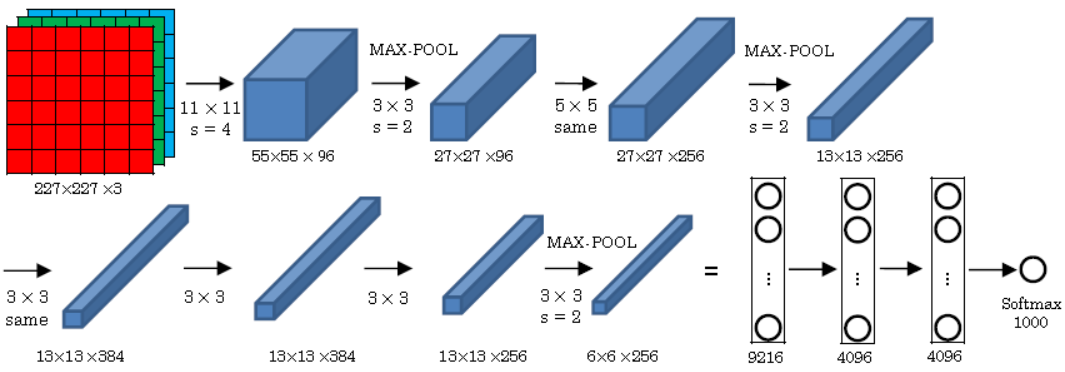 227×227 ×3
11 × 11
s = 4
55×55 × 96
MAX-POOL
3 × 3
s = 2
27×27 ×96
5 × 5
same
27×27 ×256
MAX-POOL
3 × 3
s = 2
13×13 ×256
3 × 3
same
13×13 ×384
3 × 3
13×13 ×384
3 × 3
13×13 ×256
MAX-POOL
3 × 3
s = 2
6×6 ×256
=
...
9216
...
4096
...
4096
Softmax
1000